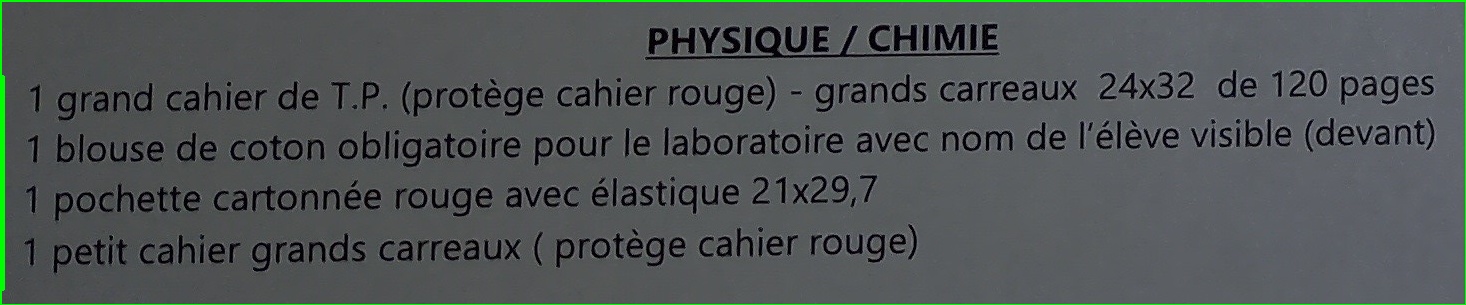 PHYSIQUE / CHIMIE
1 grand cahier de T.P. (protège cahier rouge) - grands carreaux 24x32 de 120 pages
1 blouse de coton obligatoire pour le laboratoire avec nom de l'élève visible (devant)
1 pochette cartonnée rouge avec élastique 21x29,7
1 petit cahier grands carreaux ( protège cahier rouge)